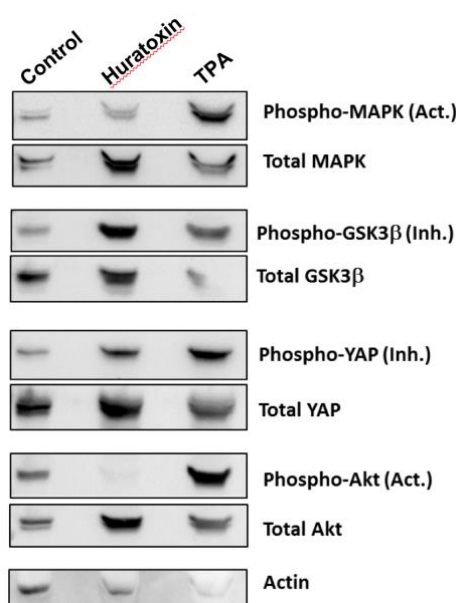 Control Huratoxin TPA
Phospho-MAPK (Act.)
Total MAPK
Phospho-GSK3β (Inh.)
Total GSK3β
Phospho-YAP (Inh.)
Total YAP
Phospho-Akt (Act.)
Total Akt
Actin